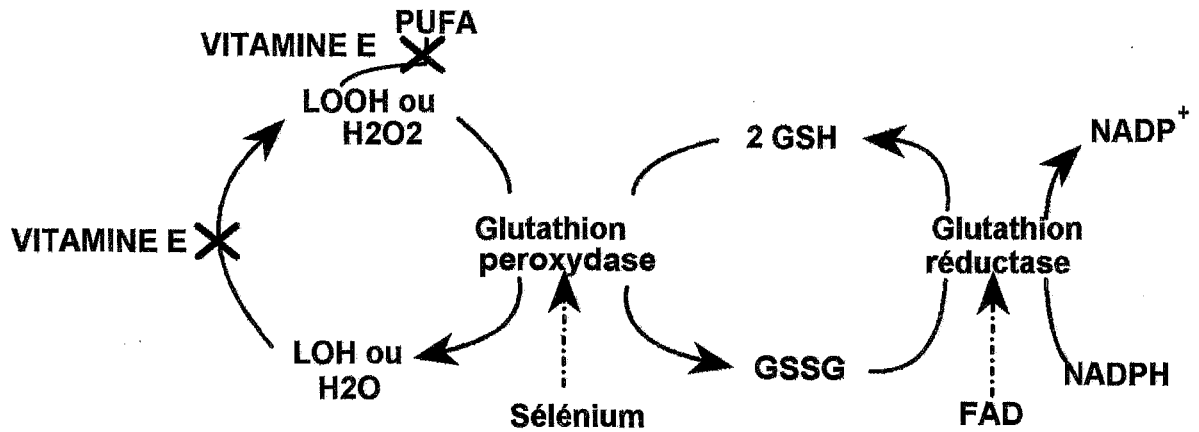 PUFA
VITAMINE E
LOOH ou
H2O2
2 GSH
NADP+
VITAMINE E
Glutathion
peroxydase
Glutathion
réductase
LOH ou
H2O
GSSG
NADPH
Sélénium
FAD